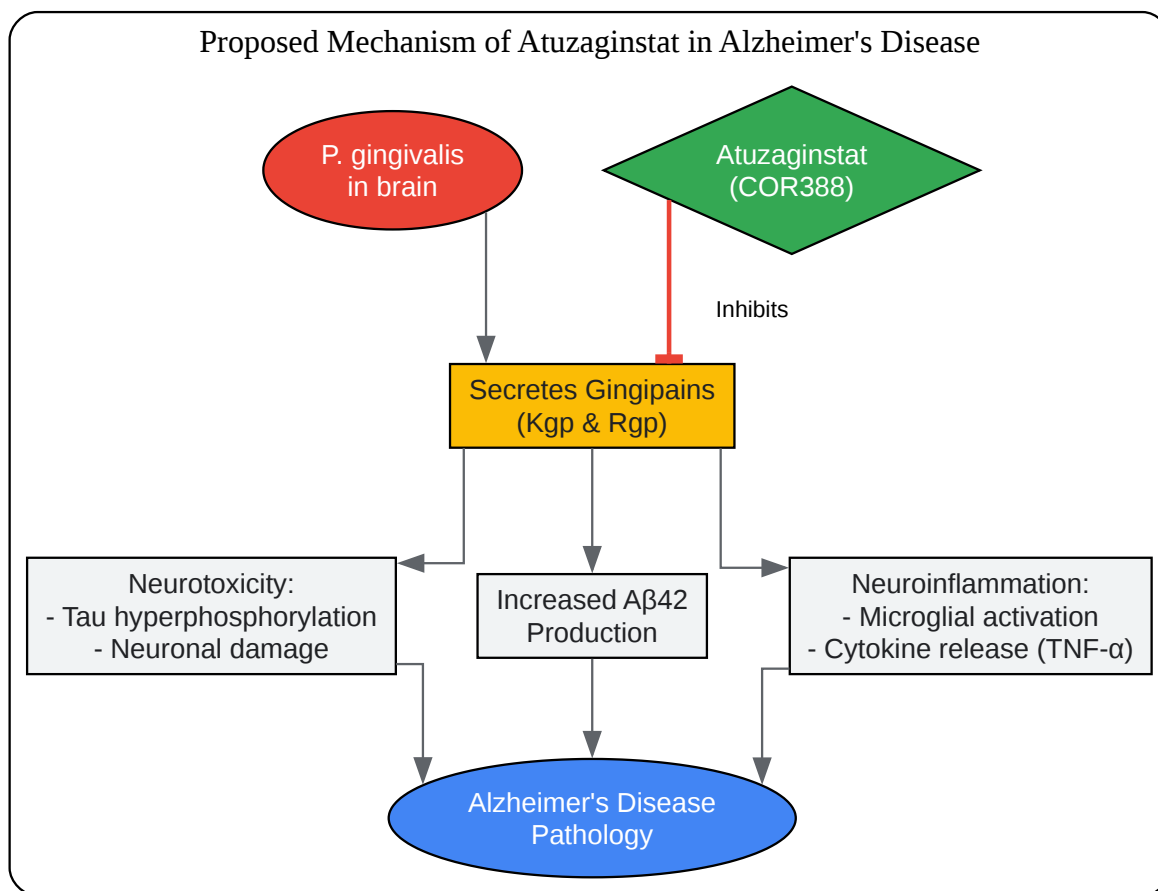 Proposed Mechanism of Atuzaginstat in Alzheimer's Disease
P. gingivalis
in brain
Atuzaginstat
(COR388)
Inhibits
Secretes Gingipains
(Kgp & Rgp)
Neurotoxicity:
- Tau hyperphosphorylation
- Neuronal damage
Increased Aβ42
Production
Neuroinflammation:
- Microglial activation
- Cytokine release (TNF-α)
Alzheimer's Disease
Pathology